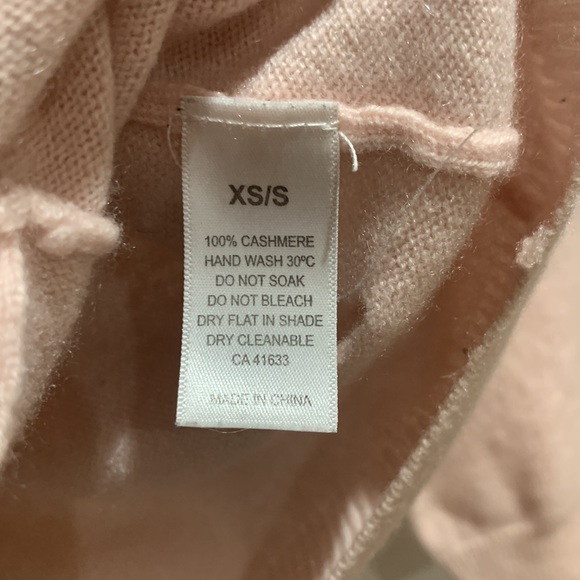 XS/S
100% CASHMERE
HAND WASH 30ºC
DO NOT SOAK
DO NOT BLEACH
DRY FLAT IN SHADE
DRY CLEANABLE
CA 41633
MADE IN CHINA